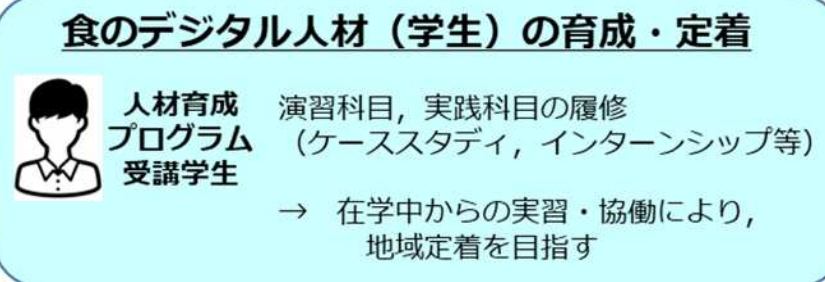 食のデジタル人材（学生）の育成・定着
人材育成
プログラム
受講学生
演習科目，実践科目の履修
（ケーススタディ，インターンシップ等）
→　在学中からの実習・協働により，
地域定着を目指す